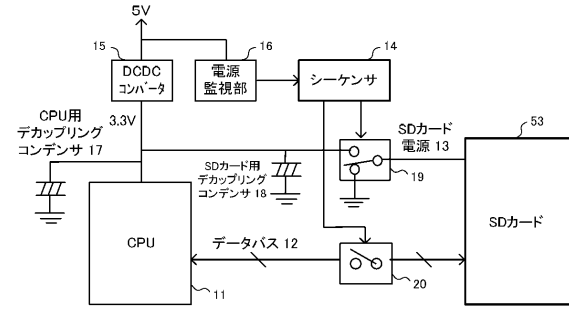 5V
15
DCDC
コンバータ
16
電源
監視部
14
シーケンサ
3.3V
CPU用
デカップリング
コンデンサ 17
SDカード用
デカップリング
コンデンサ 18
SDカード
電源 13
19
53
SDカード
CPU
11
データバス 12
20